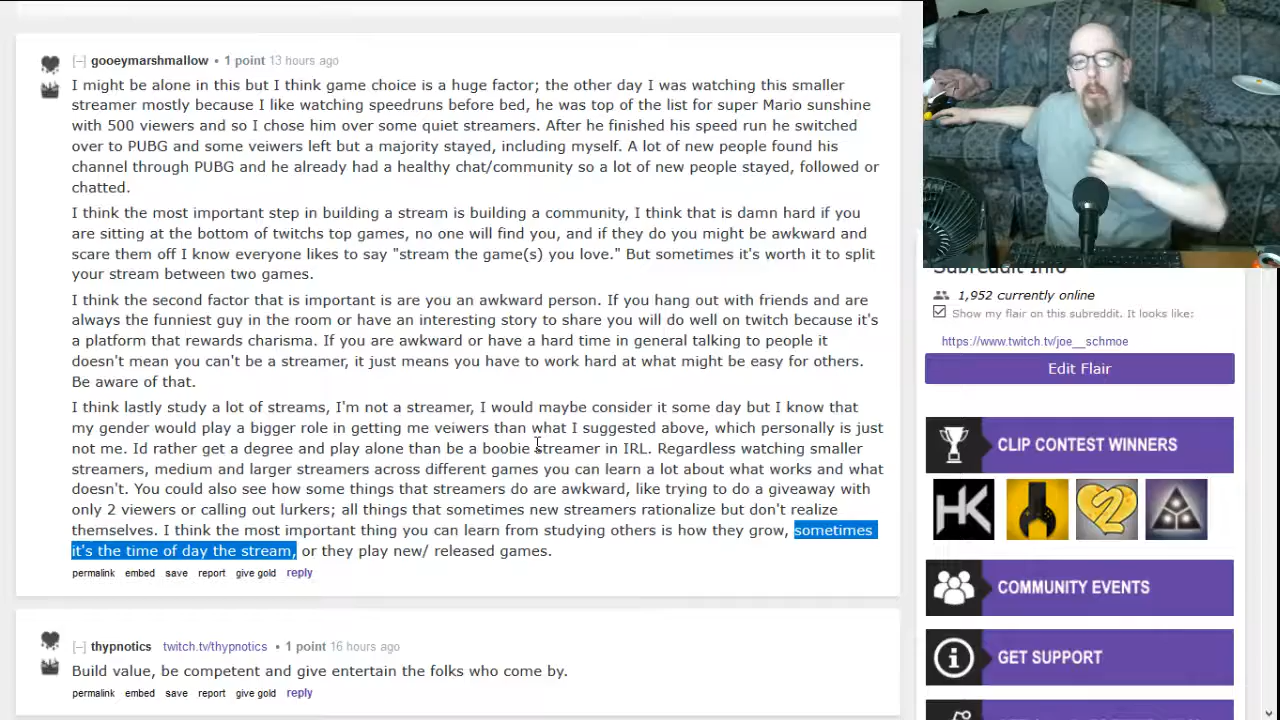 [–] gooeymarshmallow • 1 point 13 hours ago
I might be alone in this but I think game choice is a huge factor; the other day I was watching this smaller
streamer mostly because I like watching speedruns before bed, he was top of the list for super Mario sunshine
with 500 viewers and so I chose him over some quiet streamers. After he finished his speed run he switched
over to PUBG and some veiwers left but a majority stayed, including myself. A lot of new people found his
channel through PUBG and he already had a healthy chat/community so a lot of new people stayed, followed or
chatted.
I think the most important step in building a stream is building a community, I think that is damn hard if you
are sitting at the bottom of twitchs top games, no one will find you, and if they do you might be awkward and
scare them off I know everyone likes to say "stream the game(s) you love." But sometimes it's worth it to split
your stream between two games.
I think the second factor that is important is are you an awkward person. If you hang out with friends and are
always the funniest guy in the room or have an interesting story to share you will do well on twitch because it's
a platform that rewards charisma. If you are awkward or have a hard time in general talking to people it
doesn't mean you can't be a streamer, it just means you have to work hard at what might be easy for others.
Be aware of that.
I think lastly study a lot of streams, I'm not a streamer, I would maybe consider it some day but I know that
my gender would play a bigger role in getting me veiwers than what I suggested above, which personally is just
not me. Id rather get a degree and play alone than be a boobie streamer in IRL. Regardless watching smaller
streamers, medium and larger streamers across different games you can learn a lot about what works and what
doesn't. You could also see how some things that streamers do are awkward, like trying to do a giveaway with
only 2 viewers or calling out lurkers; all things that sometimes new streamers rationalize but don't realize
themselves. I think the most important thing you can learn from studying others is how they grow, sometimes
it's the time of day the stream, or they play new/ released games.
permalink embed save report give gold reply
[–] thypnotics twitch.tv/thypnotics • 1 point 16 hours ago
Build value, be competent and give entertain the folks who come by.
permalink embed save report give gold reply
Subreddit Info
1,952 currently online
Show my flair on this subreddit. It looks like:
https://www.twitch.tv/joe__schmoe
Edit Flair
CLIP CONTEST WINNERS
HK
2
COMMUNITY EVENTS
GET SUPPORT